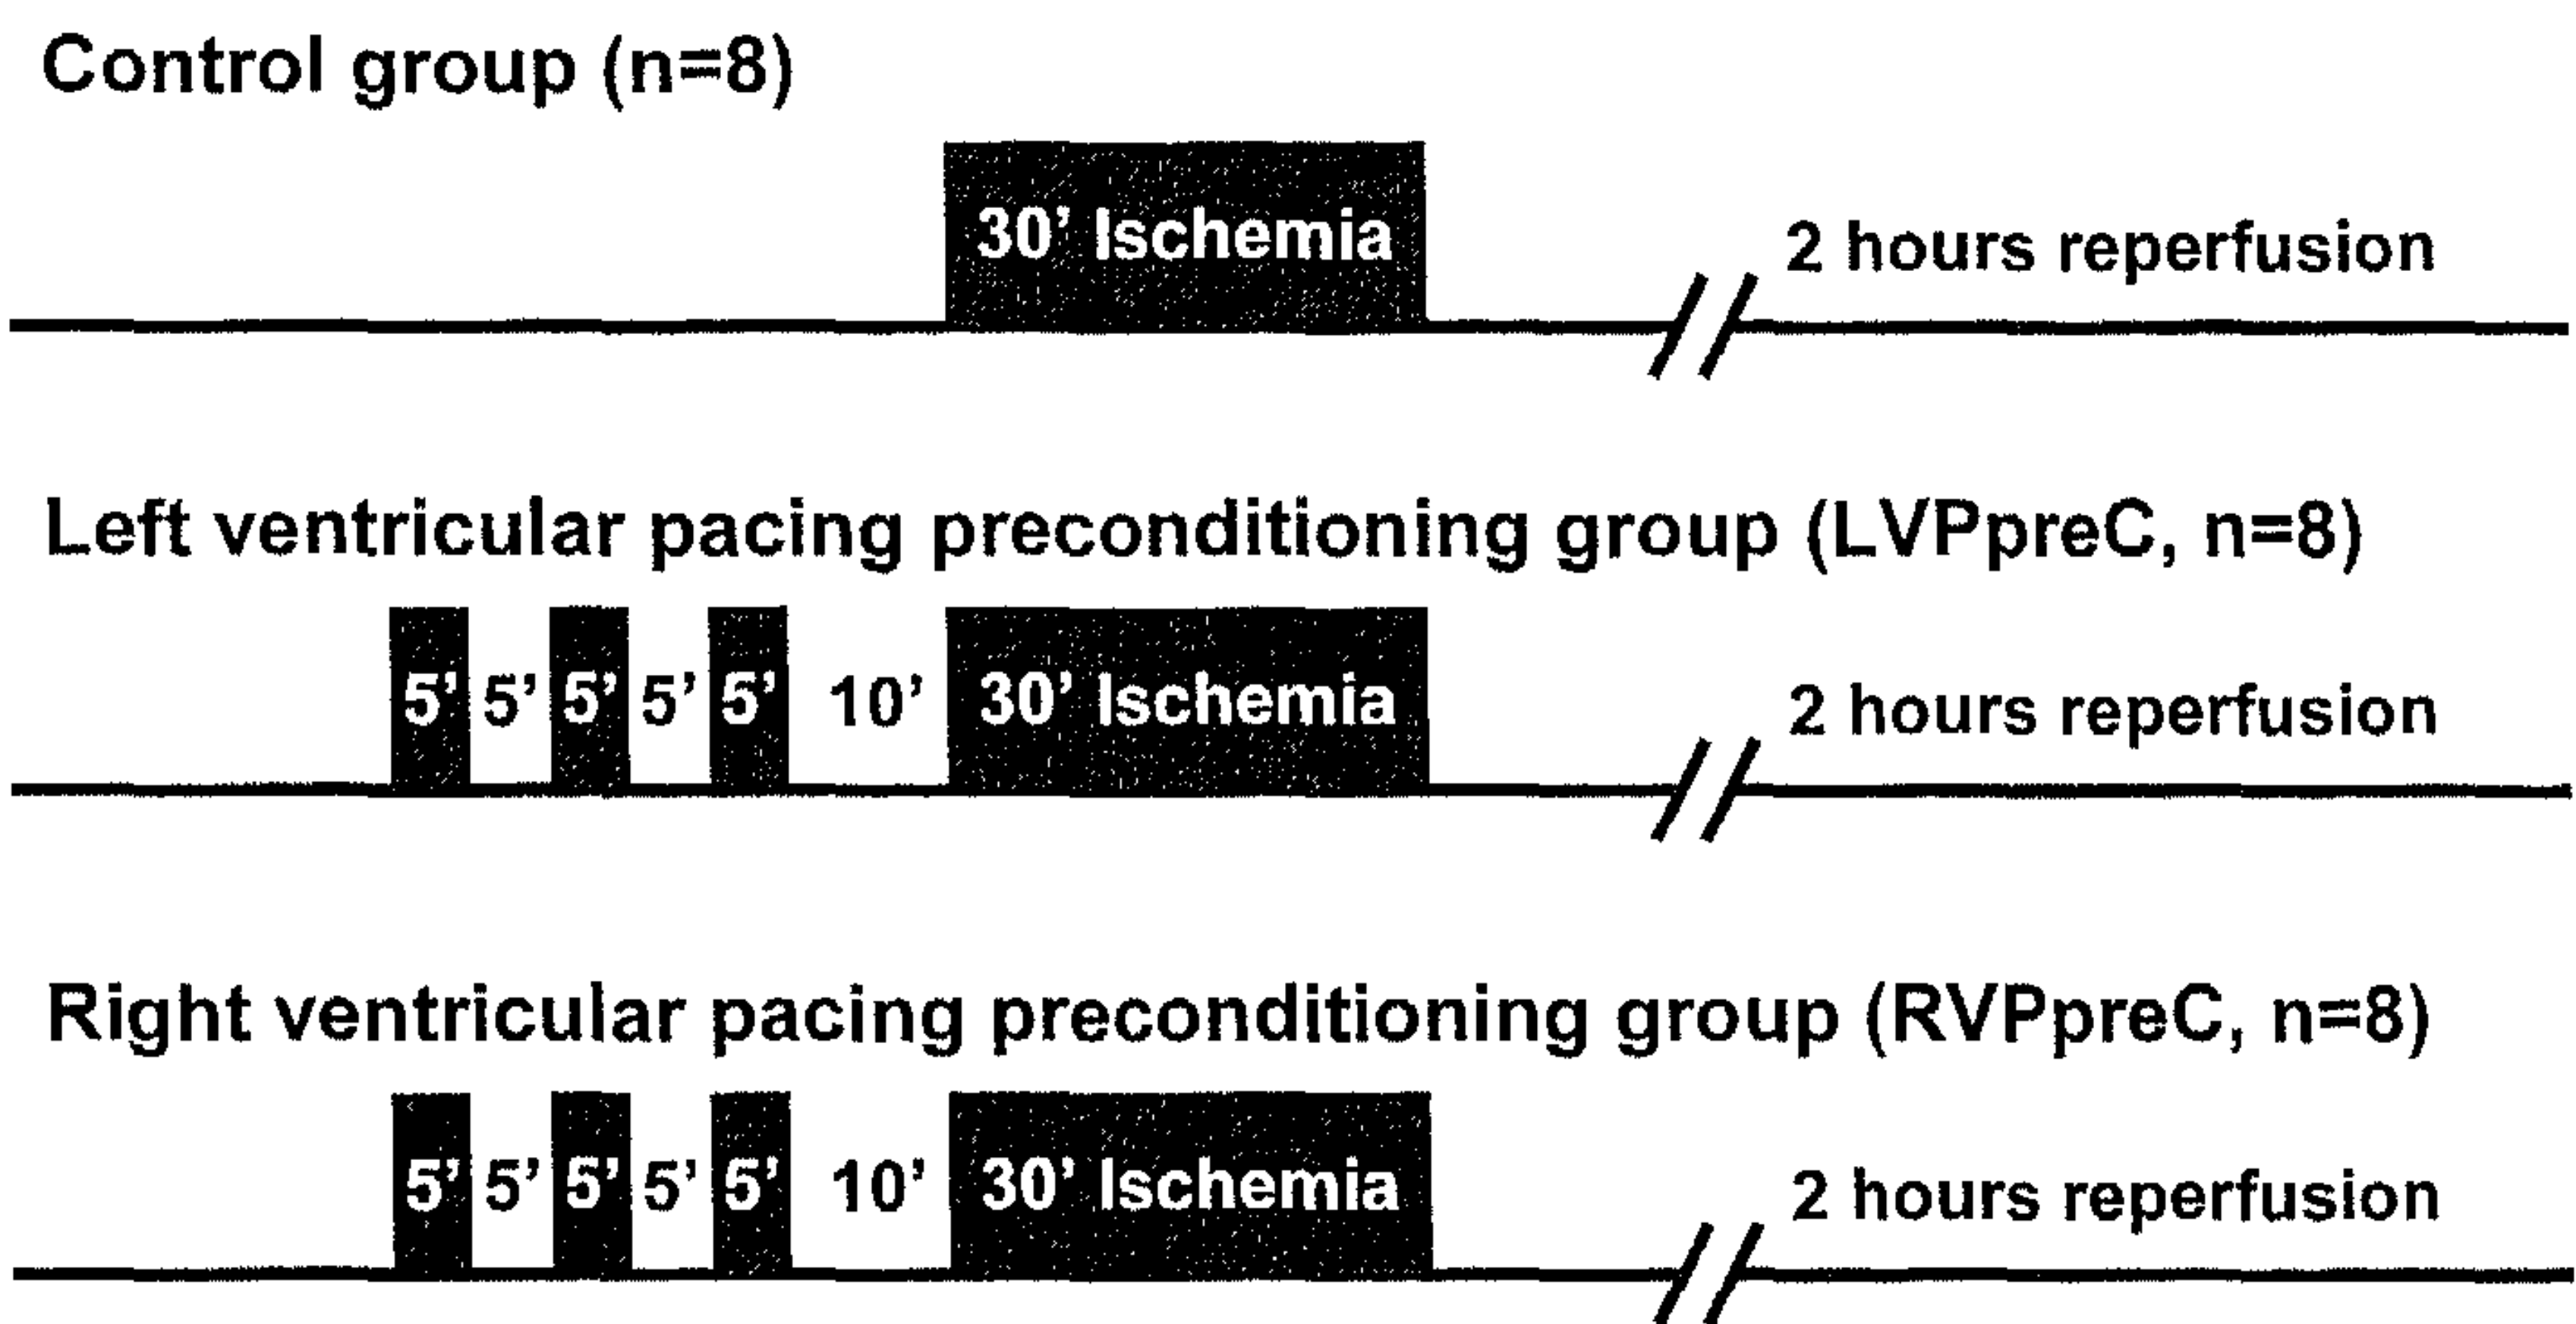 Control group (n=8)
30’ Ischemia
2 hours reperfusion
Left ventricular pacing preconditioning group (LVPpreC, n=8)
5’ 5’ 5’ 5’ 5’ 10’ 30’ Ischemia
2 hours reperfusion
Right ventricular pacing preconditioning group (RVPpreC, n=8)
5’ 5’ 5’ 5’ 5’ 10’ 30’ Ischemia
2 hours reperfusion